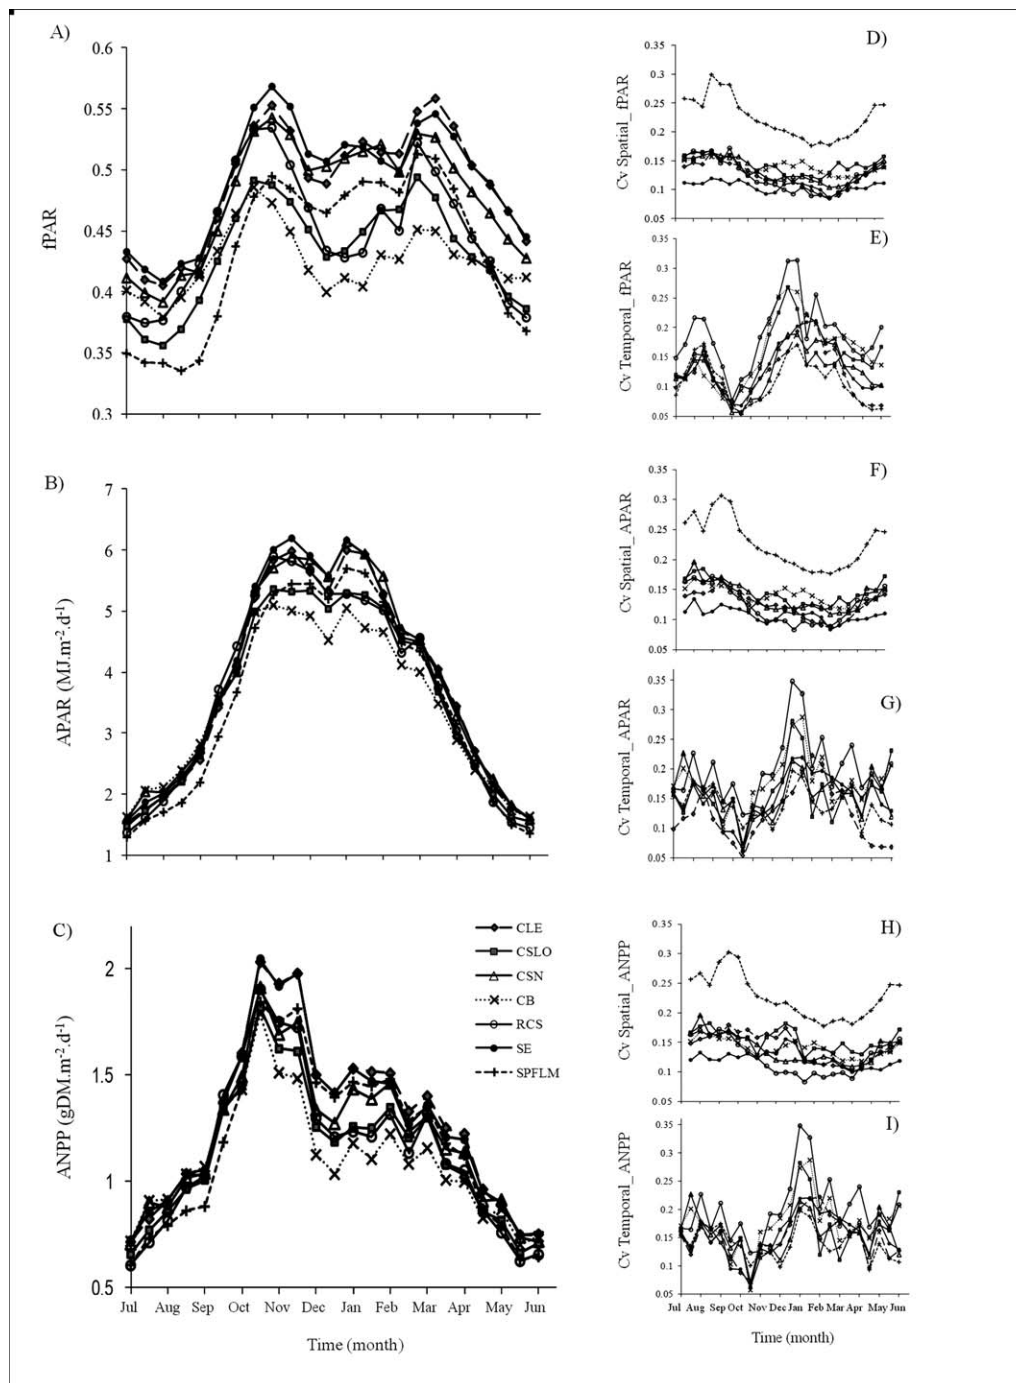 A)
0.6
0.55
0.5
0.45
0.4
0.35
0.3
fPAR
B)
7
6
5
4
3
2
1
APAR (MJ.m⁻².d⁻¹)
C)
2
1.5
1
0.5
ANPP (gDM.m⁻².d⁻¹)
CLE
CSLO
CSN
CB
RCS
SE
SPFLM
Jul Aug Sep Oct Nov Dec Jan Feb Mar Apr May Jun
Time (month)
D)
0.35
0.3
0.25
0.2
0.15
0.1
0.05
Cv Spatial_fPAR
E)
0.35
0.3
0.25
0.2
0.15
0.1
0.05
Cv Temporal_fPAR
F)
0.35
0.3
0.25
0.2
0.15
0.1
0.05
Cv Spatial_APAR
G)
0.35
0.3
0.25
0.2
0.15
0.1
0.05
Cv Temporal_APAR
H)
0.35
0.3
0.25
0.2
0.15
0.1
0.05
Cv Spatial_ANPP
I)
0.35
0.3
0.25
0.2
0.15
0.1
0.05
Cv Temporal_ANPP
Jul Aug Sep Oct Nov Dec Jan Feb Mar Apr May Jun
Time (month)